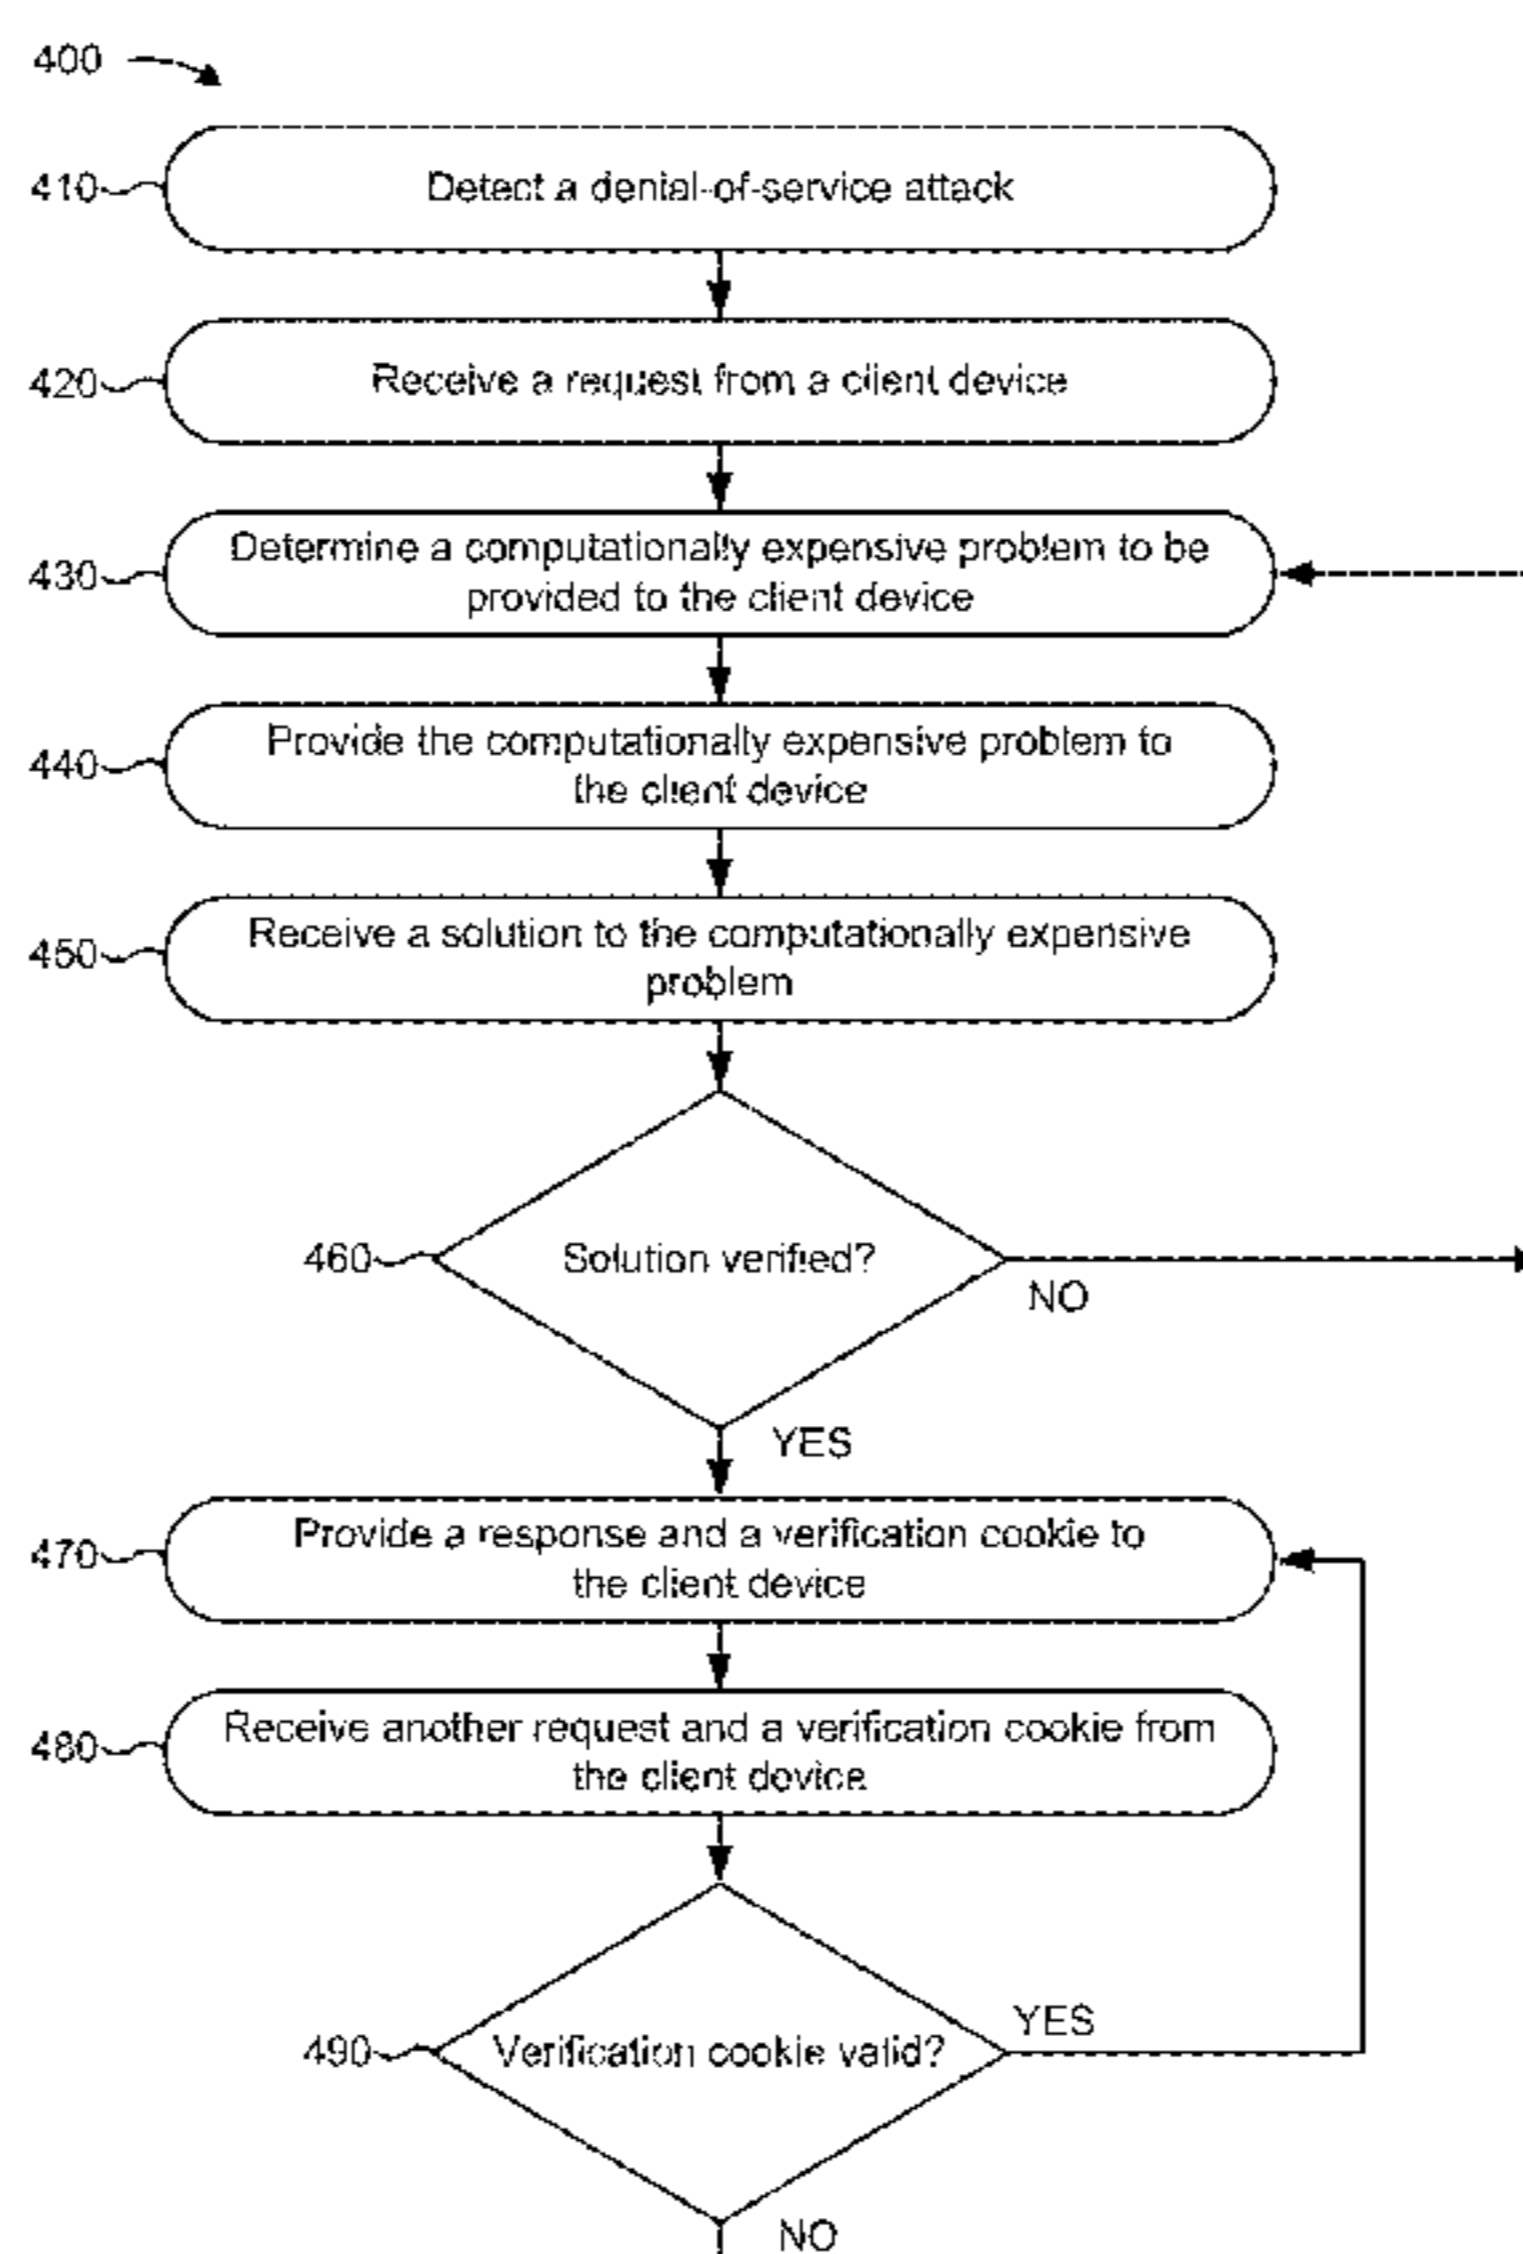 400
410
Detect a denial-of-service attack
420
Receive a request from a client device
430
Determine a computationally expensive problem to be
provided to the client device
440
Provide the computationally expensive problem to
the client device
450
Receive a solution to the computationally expensive
problem
460
Solution verified?
NO
YES
470
Provide a response and a verification cookie to
the client device
480
Receive another request and a verification cookie from
the client device
YES
490
Verification cookie valid?
NO